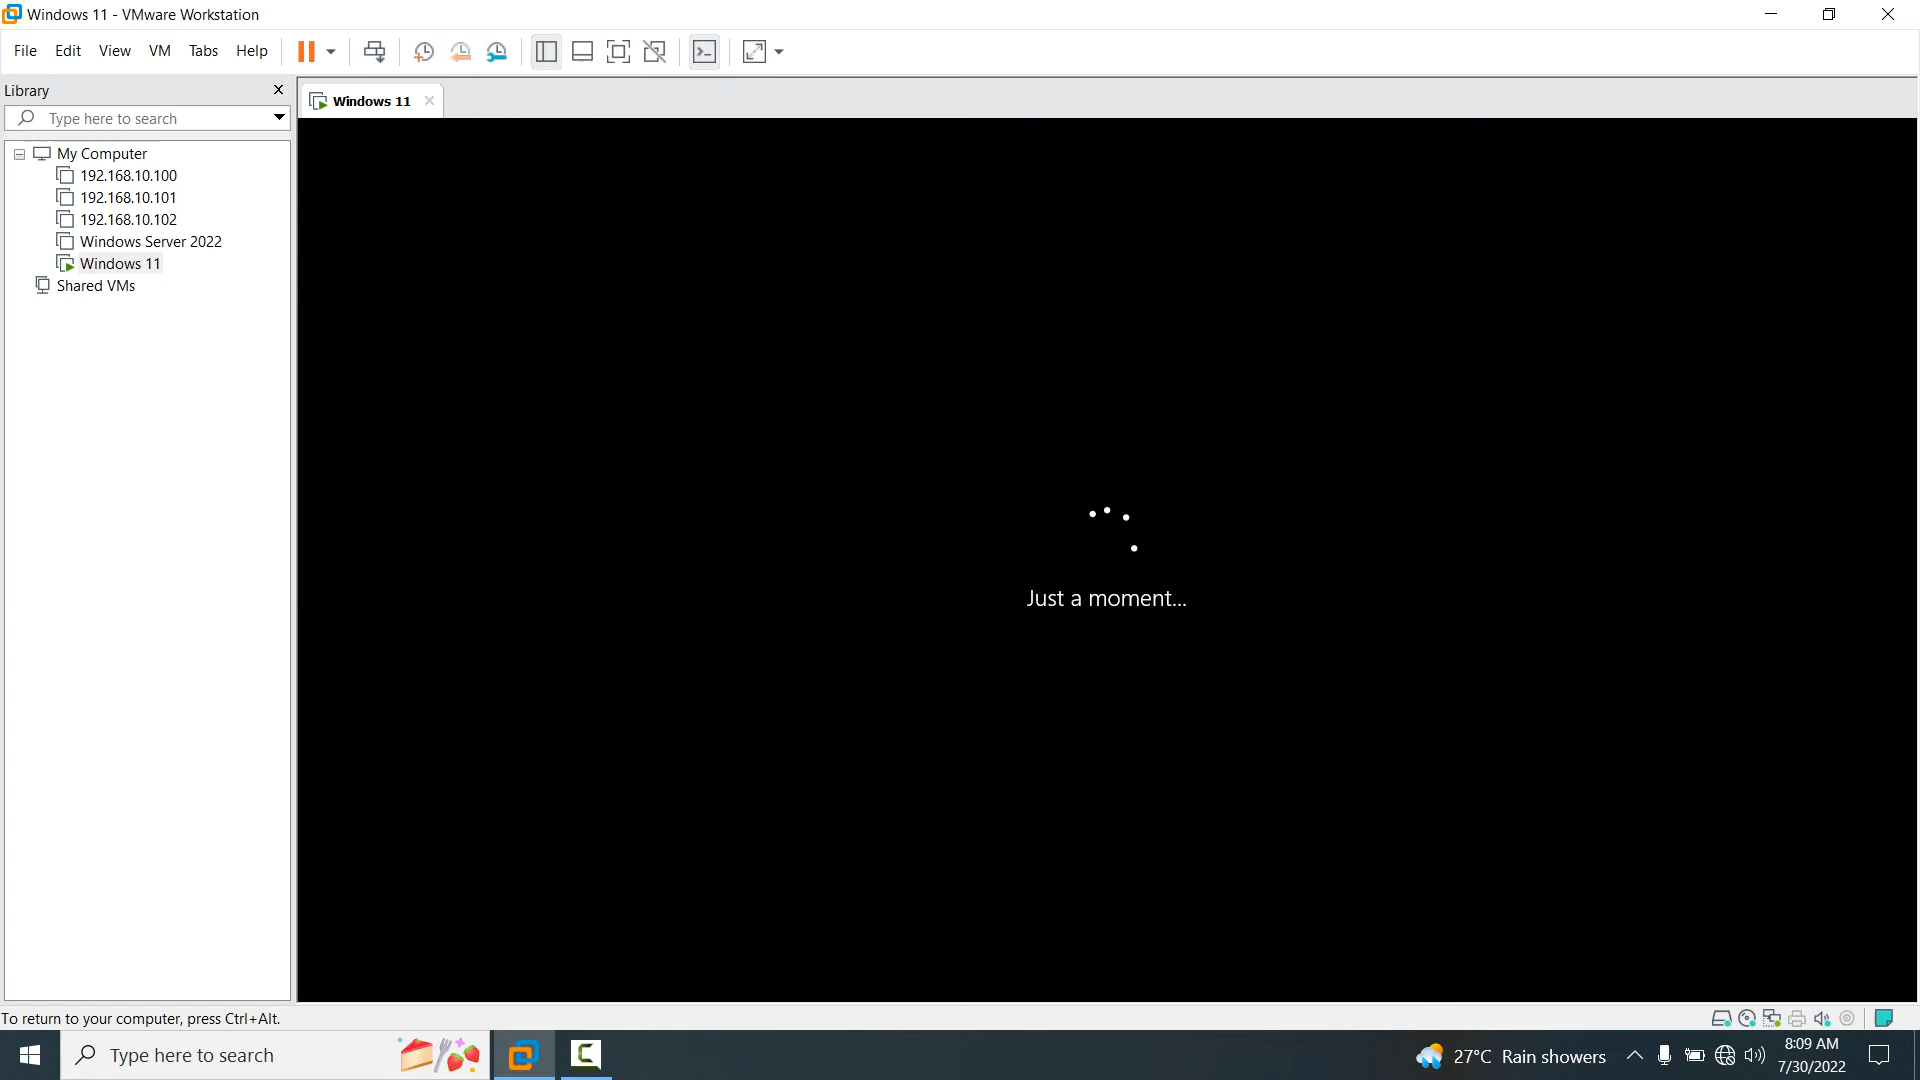 Windows 11 - VMware Workstation
File Edit View VM Tabs Help
Library
Type here to search
My Computer
192.168.10.100
192.168.10.101
192.168.10.102
Windows Server 2022
Windows 11
Shared VMs
Windows 11
Just a moment...
To return to your computer, press Ctrl+Alt.
Type here to search
27°C Rain showers
8:09 AM
7/30/2022